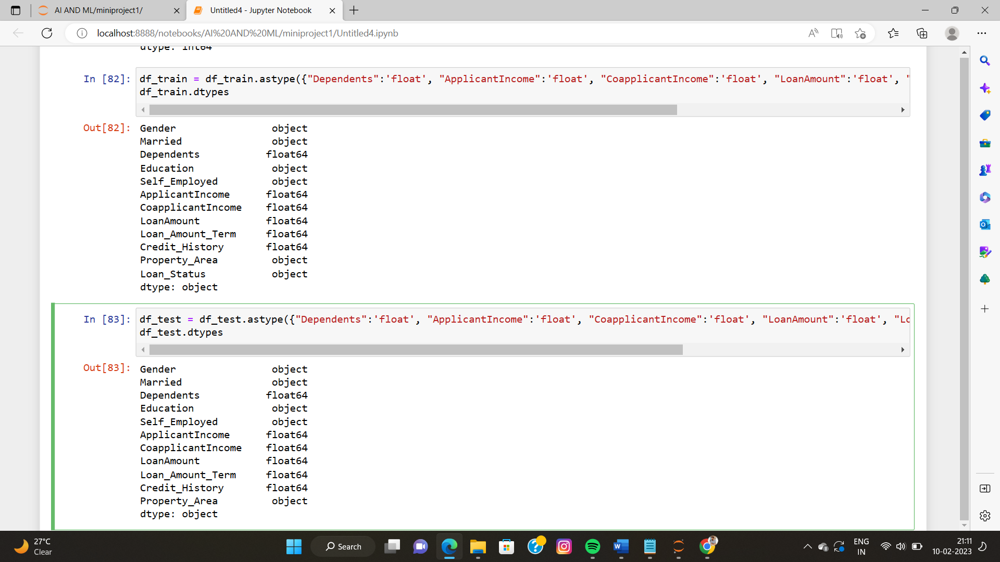 AI AND ML/miniproject1/
Untitled4 - Jupyter Notebook
localhost:8888/notebooks/AI%20AND%20ML/miniproject1/Untitled4.ipynb
dtype: int64
In [82]: df_train = df_train.astype({"Dependents":'float', "ApplicantIncome":'float', "CoapplicantIncome":'float', "LoanAmount":'float', "
df_train.dtypes
Out[82]: Gender object
Married object
Dependents float64
Education object
Self_Employed object
ApplicantIncome float64
CoapplicantIncome float64
LoanAmount float64
Loan_Amount_Term float64
Credit_History float64
Property_Area object
Loan_Status object
dtype: object
In [83]: df_test = df_test.astype({"Dependents":'float', "ApplicantIncome":'float', "CoapplicantIncome":'float', "LoanAmount":'float', "Lo
df_test.dtypes
Out[83]: Gender object
Married object
Dependents float64
Education object
Self_Employed object
ApplicantIncome float64
CoapplicantIncome float64
LoanAmount float64
Loan_Amount_Term float64
Credit_History float64
Property_Area object
dtype: object
27°C
Clear
Search
ENG
IN
21:11
10-02-2023